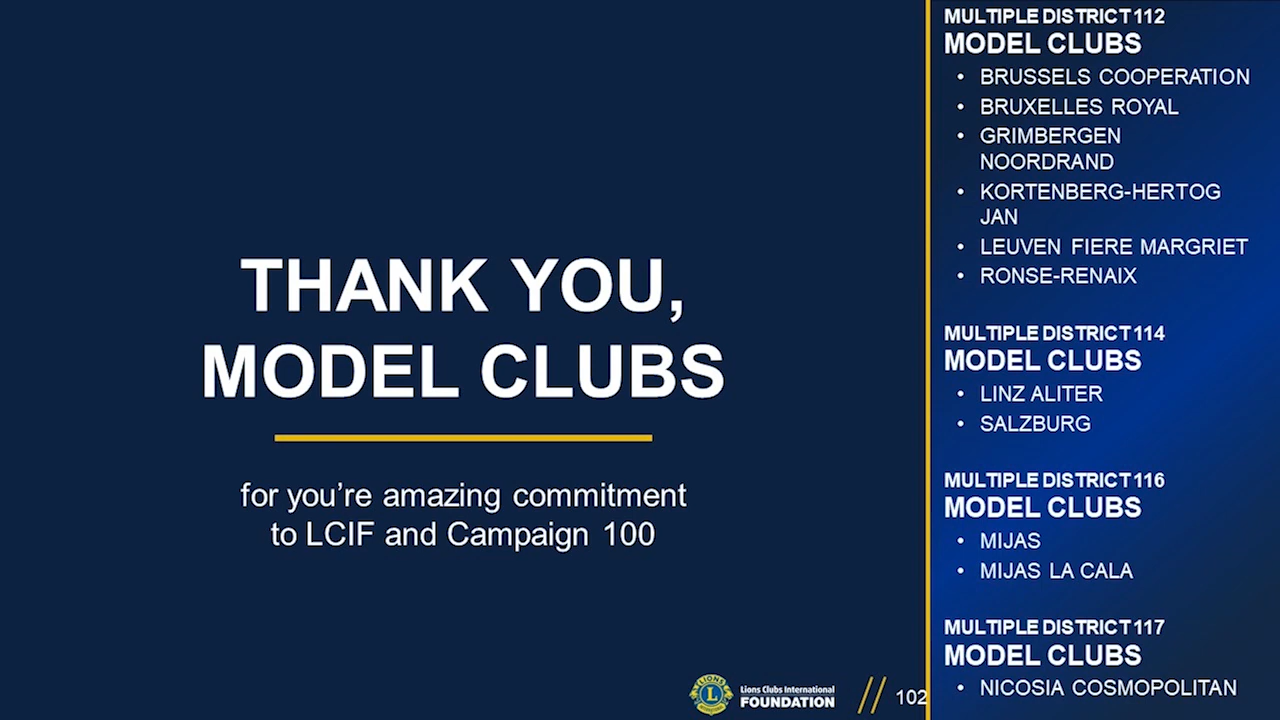 THANK YOU,
MODEL CLUBS
for you're amazing commitment
to LCIF and Campaign 100
LIONS
L
INTERNATIONAL
Lions Clubs International
FOUNDATION
102
MULTIPLE DISTRICT 112
MODEL CLUBS
• BRUSSELS COOPERATION
• BRUXELLES ROYAL
• GRIMBERGEN
NOORDRAND
• KORTENBERG-HERTOG
JAN
• LEUVEN FIERE MARGRIET
• RONSE-RENAIX
MULTIPLE DISTRICT 114
MODEL CLUBS
• LINZ ALITER
• SALZBURG
MULTIPLE DISTRICT 116
MODEL CLUBS
• MIJAS
• MIJAS LA CALA
MULTIPLE DISTRICT 117
MODEL CLUBS
• NICOSIA COSMOPOLITAN